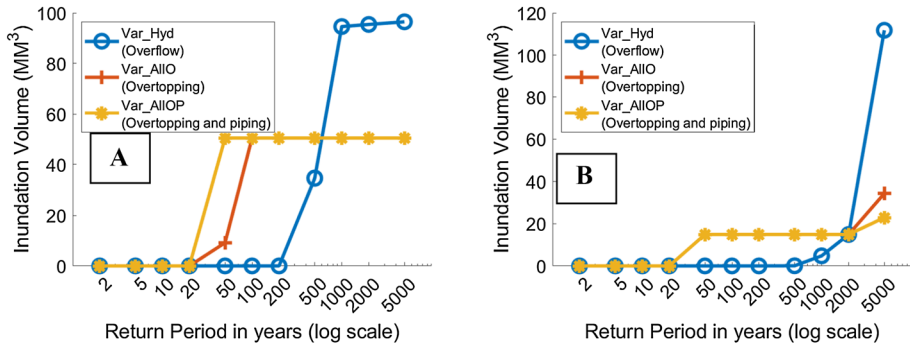 100
80
60
40
20
0
Inundation Volume (MM3)
Var_Hyd
(Overflow)
Var_AllO
(Overtopping)
Var_AllOP
(Overtopping and piping)
A
2
5
10
20
50
100
20
500
1000
2000
5000
Return Period in years (log scale)
120
100
80
60
40
20
0
Inundation Volume (MM3)
Var_Hyd
(Overflow)
Var_AllO
(Overtopping)
Var_AllOP
(Overtopping and piping)
B
2
5
10
20
50
100
20
500
1000
2000
5000
Return Period in years (log scale)